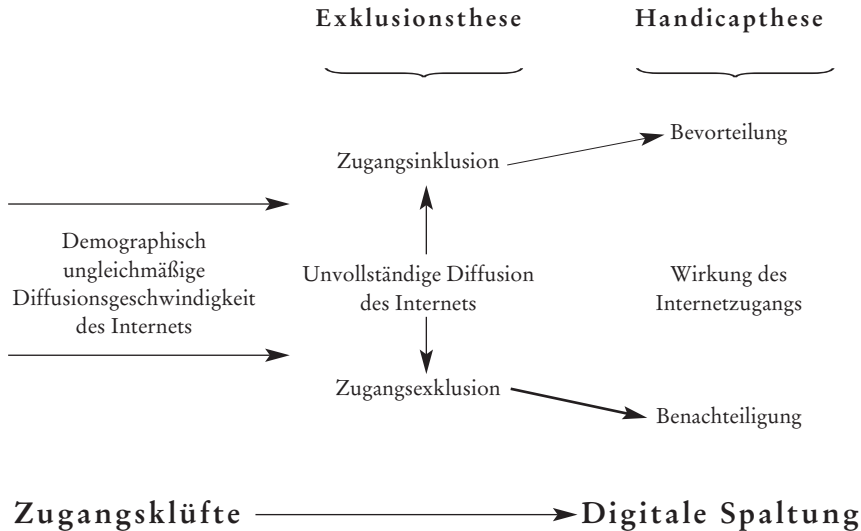 Exklusionsthese
Handicapthese
Bevorteilung
Zugangsinklusion
Demographisch
ungleichmäßige
Diffusionsgeschwindigkeit
des Internets
Unvollständige Diffusion
des Internets
Wirkung des
Internetzugangs
Zugangsexklusion
Benachteiligung
Zugangsklüfte
Digitale Spaltung